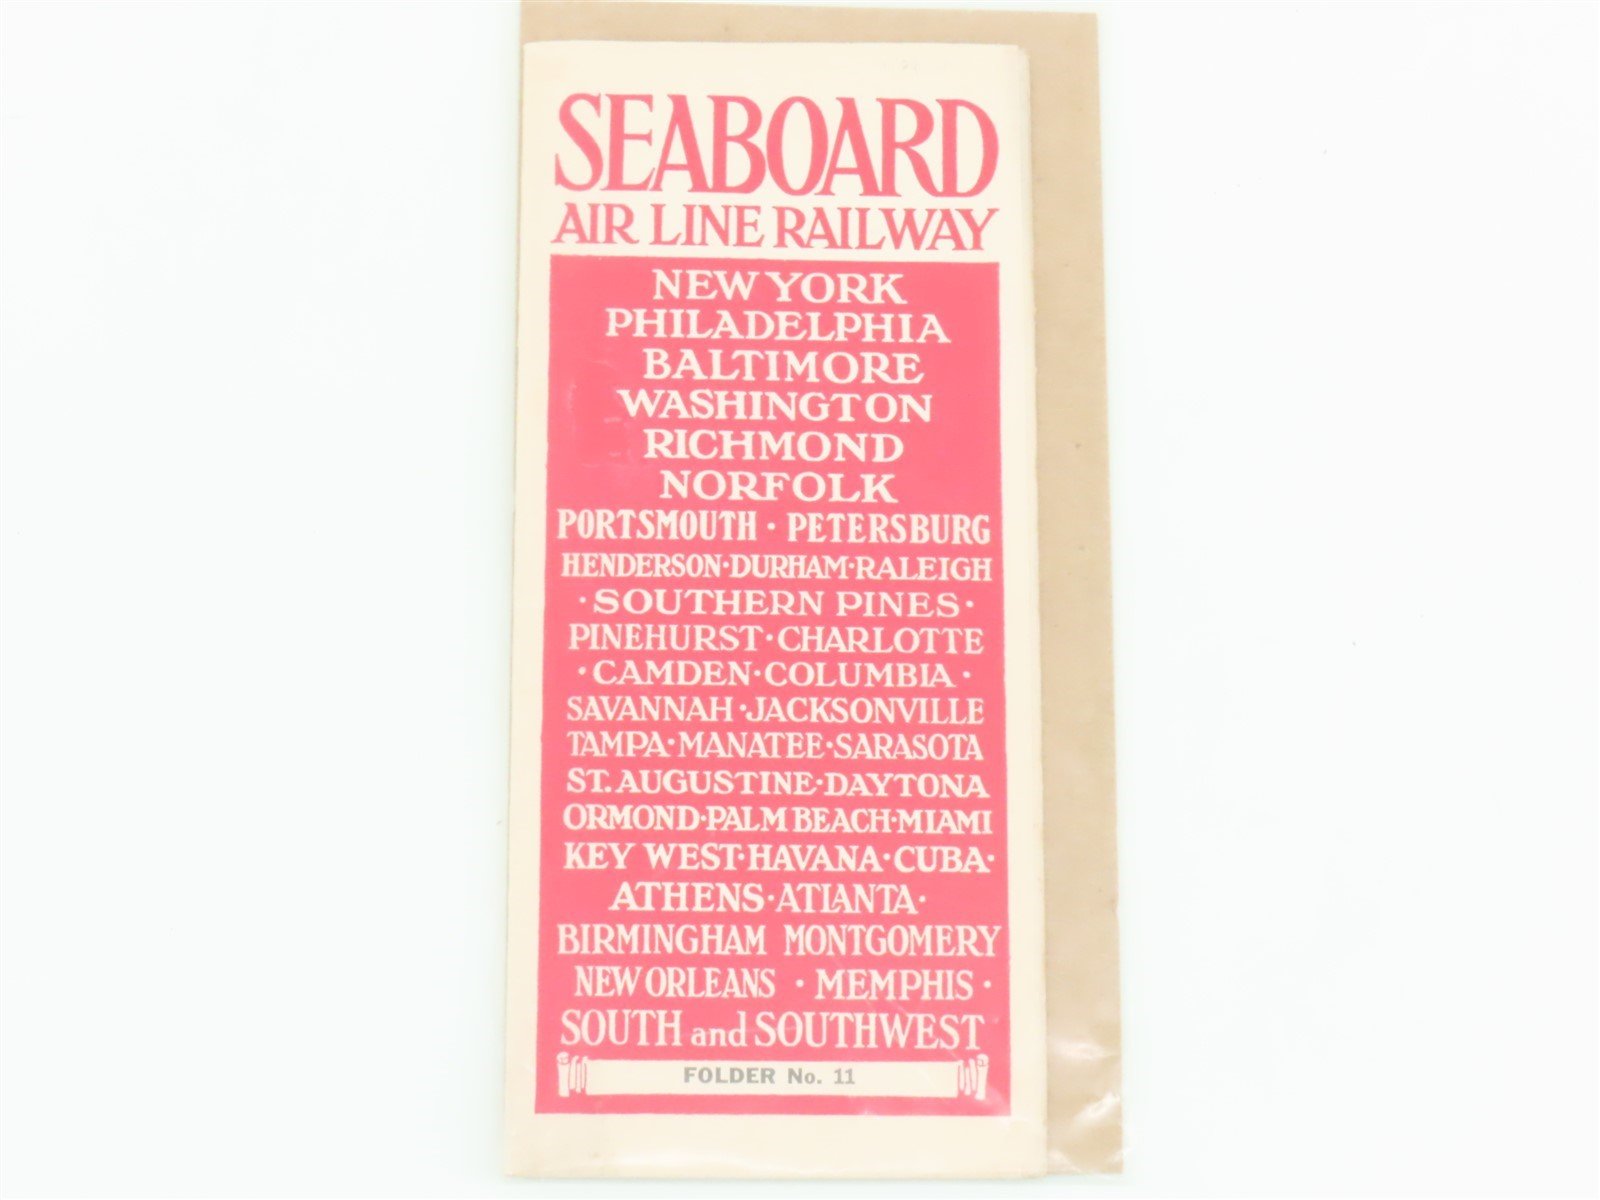 SEABOARD
AIR LINE RAILWAY
NEW YORK
PHILADELPHIA
BALTIMORE
WASHINGTON
RICHMOND
NORFOLK
PORTSMOUTH · PETERSBURG
HENDERSON · DURHAM · RALEIGH
· SOUTHERN PINES ·
PINEHURST · CHARLOTTE
· CAMDEN · COLUMBIA ·
SAVANNAH · JACKSONVILLE
TAMPA · MANATEE · SARASOTA
ST. AUGUSTINE · DAYTONA
ORMOND · PALM BEACH · MIAMI
KEY WEST · HAVANA · CUBA ·
ATHENS · ATLANTA ·
BIRMINGHAM MONTGOMERY
NEW ORLEANS · MEMPHIS ·
SOUTH and SOUTHWEST
FOLDER No. 11